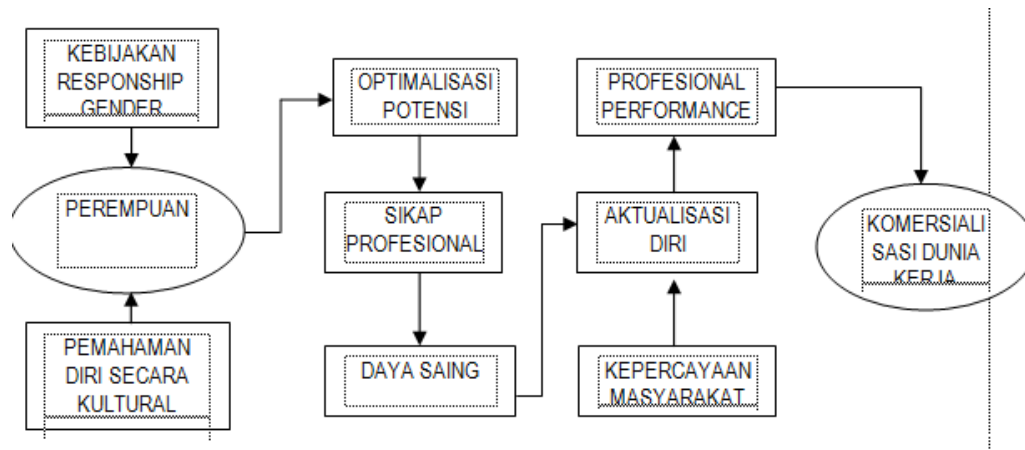 KEBIJAKAN
RESPONSHIP
GENDER
PEREMPUAN
PEMAHAMAN
DIRI SECARA
KULTURAL
OPTIMALISASI
POTENSI
SIKAP
PROFESIONAL
DAYA SAING
PROFESIONAL
PERFORMANCE
AKTUALISASI
DIRI
KEPERCAYAAN
MASYARAKAT
KOMERSIALI
SASI DUNIA
KERJA